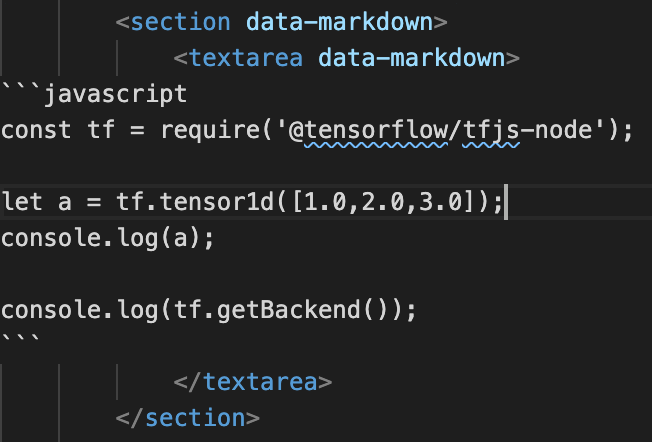 <section data-markdown>
<textarea data-markdown>
```javascript
const tf = require('@tensorflow/tfjs-node');
let a = tf.tensor1d([1.0,2.0,3.0]);
console.log(a);
console.log(tf.getBackend());
```
</textarea>
</section>